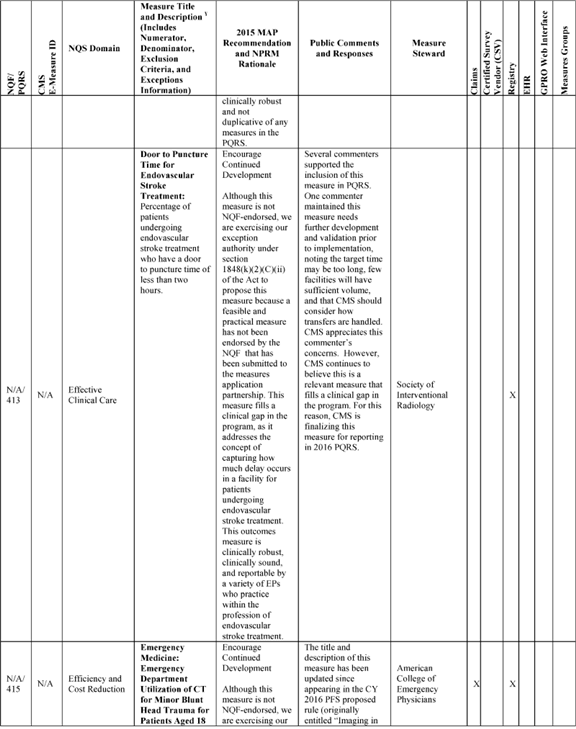 NQF/
PQRS
CMS
E-Measure ID
NQS Domain
Measure Title
and Description ¥
(Includes
Numerator,
Denominator,
Exclusion
Criteria, and
Exceptions
Information)
2015 MAP
Recommendation
and NPRM
Rationale
Public Comments
and Responses
Measure
Steward
Claims
Certified Survey
Vendor (CSV)
Registry
EHR
GPRO Web Interface
Measures Groups
clinically robust
and not
duplicative of any
measures in the
PQRS.
N/A/
413
N/A
Effective
Clinical Care
Door to Puncture
Time for
Endovascular
Stroke
Treatment:
Percentage of
patients
undergoing
endovascular
stroke treatment
who have a door
to puncture time of
less than two
hours.
Encourage
Continued
Development
Although this
measure is not
NQF-endorsed, we
are exercising our
exception
authority under
section
1848(k)(2)(C)(ii)
of the Act to
propose this
measure because a
feasible and
practical measure
has not been
endorsed by the
NQF that has
been submitted to
the measures
application
partnership. This
measure fills a
clinical gap in the
program, as it
addresses the
concept of
capturing how
much delay occurs
in a facility for
patients
undergoing
endovascular
stroke treatment.
This outcomes
measure is
clinically robust,
clinically sound,
and reportable by
a variety of EPs
who practice
within the
profession of
endovascular
stroke treatment.
Several commenters
supported the
inclusion of this
measure in PQRS.
One commenter
maintained this
measure needs
further development
and validation prior
to implementation,
noting the target time
may be too long, few
facilities will have
sufficient volume,
and that CMS should
consider how
transfers are handled.
CMS appreciates this
commenter's
concerns. However,
CMS continues to
believe this is a
relevant measure that
fills a clinical gap in
the program. For this
reason, CMS is
finalizing this
measure for reporting
in 2016 PQRS.
Society of
Interventional
Radiology
X
N/A/
415
N/A
Efficiency and
Cost Reduction
Emergency
Medicine:
Emergency
Department
Utilization of CT
for Minor Blunt
Head Trauma for
Patients Aged 18
Encourage
Continued
Development
Although this
measure is not
NQF-endorsed, we
are exercising our
The title and
description of this
measure has been
updated since
appearing in the CY
2016 PFS proposed
rule (originally
entitled "Imaging in
American
College of
Emergency
Physicians
X
X